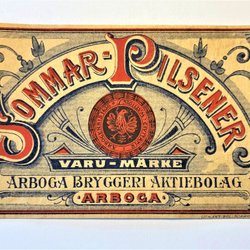 SOMMAR-PILSENER
VARU-MÄRKE
ARBOGA BRYGGERI AKTIEBOLAG
ARBOGA